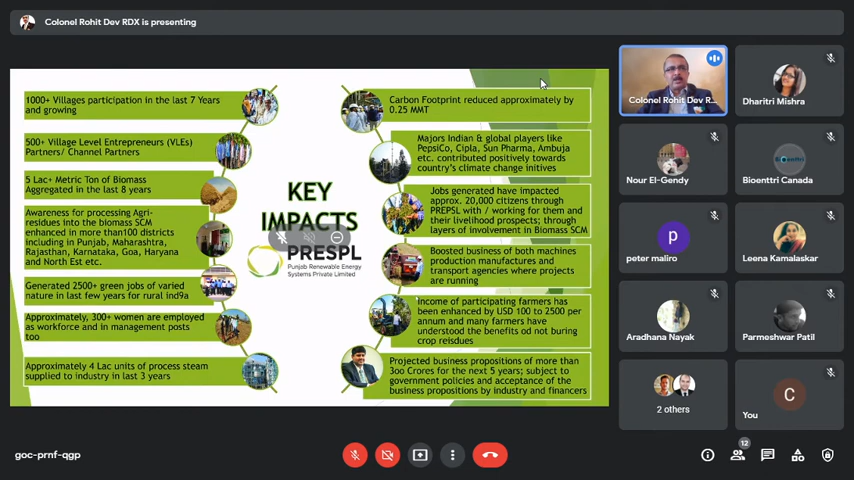 Colonel Rohit Dev RDX is presenting
1000+ Villages participation in the last 7 Years
and growing
500+ Village Level Entrepreneurs (VLEs)
Partners/ Channel Partners
5 Lac+ Metric Ton of Biomass
Aggregated in the last 8 years
Awareness for processing Agri-
residues into the biomass SCM
enhanced in more than100 districts
including in Punjab, Maharashtra,
Rajasthan, Karnataka, Goa, Haryana
and North Est etc.
Generated 2500+ green jobs of varied
nature in last few years for rural ind9a
Approximately, 300+ women are employed
as workforce and in management posts
too
Approximately 4 Lac units of process steam
supplied to industry in last 3 years
KEY
IMPACTS
PRESPL
Punjab Renewable Energy
Systems Private Limited
Carbon Footprint reduced approximately by
0.25 MMT
Majors Indian & global players like
PepsiCo, Cipla, Sun Pharma, Ambuja
etc. contributed positively towards
country's climate change initives
Jobs generated have impacted
approx. 20,000 citizens through
PREPSL with / working for them and
their livelihood prospects; through
layers of involvement in Biomass SCM
Boosted business of both machines
production manufactures and
transport agencies where projects
are running
Income of participating farmers has
been enhanced by USD 100 to 2500 per
annum and many farmers have
understood the benefits od not buring
crop reisdues
Projected business propositions of more than
3oo Crores for the next 5 years; subject to
government policies and acceptance of the
business propositions by industry and financers
Colonel Rohit Dev R...
Dharitri Mishra
Nour El-Gendy
Bioenttri
Bioenttri Canada
p
peter maliro
Leena Kamalaskar
Aradhana Nayak
Parmeshwar Patil
2 others
C
You
goc-prnf-qgp
12